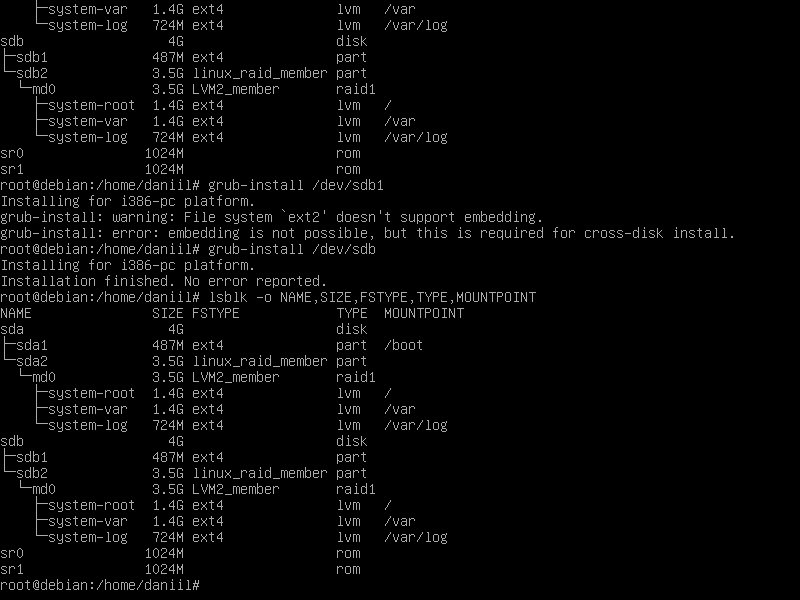 ├─system-var   1.4G ext4              lvm   /var
    └─system-log   724M ext4              lvm   /var/log
sdb                  4G                   disk
├─sdb1             487M ext4              part
└─sdb2             3.5G linux_raid_member part
  └─md0            3.5G LVM2_member       raid1
    ├─system-root  1.4G ext4              lvm   /
    ├─system-var   1.4G ext4              lvm   /var
    └─system-log   724M ext4              lvm   /var/log
sr0               1024M                   rom
sr1               1024M                   rom
root@debian:/home/daniil# grub-install /dev/sdb1
Installing for i386-pc platform.
grub-install: warning: File system `ext2' doesn't support embedding.
grub-install: error: embedding is not possible, but this is required for cross-disk install.
root@debian:/home/daniil# grub-install /dev/sdb
Installing for i386-pc platform.
Installation finished. No error reported.
root@debian:/home/daniil# lsblk -o NAME,SIZE,FSTYPE,TYPE,MOUNTPOINT
NAME               SIZE FSTYPE            TYPE  MOUNTPOINT
sda                  4G                   disk
├─sda1             487M ext4              part  /boot
└─sda2             3.5G linux_raid_member part
  └─md0            3.5G LVM2_member       raid1
    ├─system-root  1.4G ext4              lvm   /
    ├─system-var   1.4G ext4              lvm   /var
    └─system-log   724M ext4              lvm   /var/log
sdb                  4G                   disk
├─sdb1             487M ext4              part
└─sdb2             3.5G linux_raid_member part
  └─md0            3.5G LVM2_member       raid1
    ├─system-root  1.4G ext4              lvm   /
    ├─system-var   1.4G ext4              lvm   /var
    └─system-log   724M ext4              lvm   /var/log
sr0               1024M                   rom
sr1               1024M                   rom
root@debian:/home/daniil#